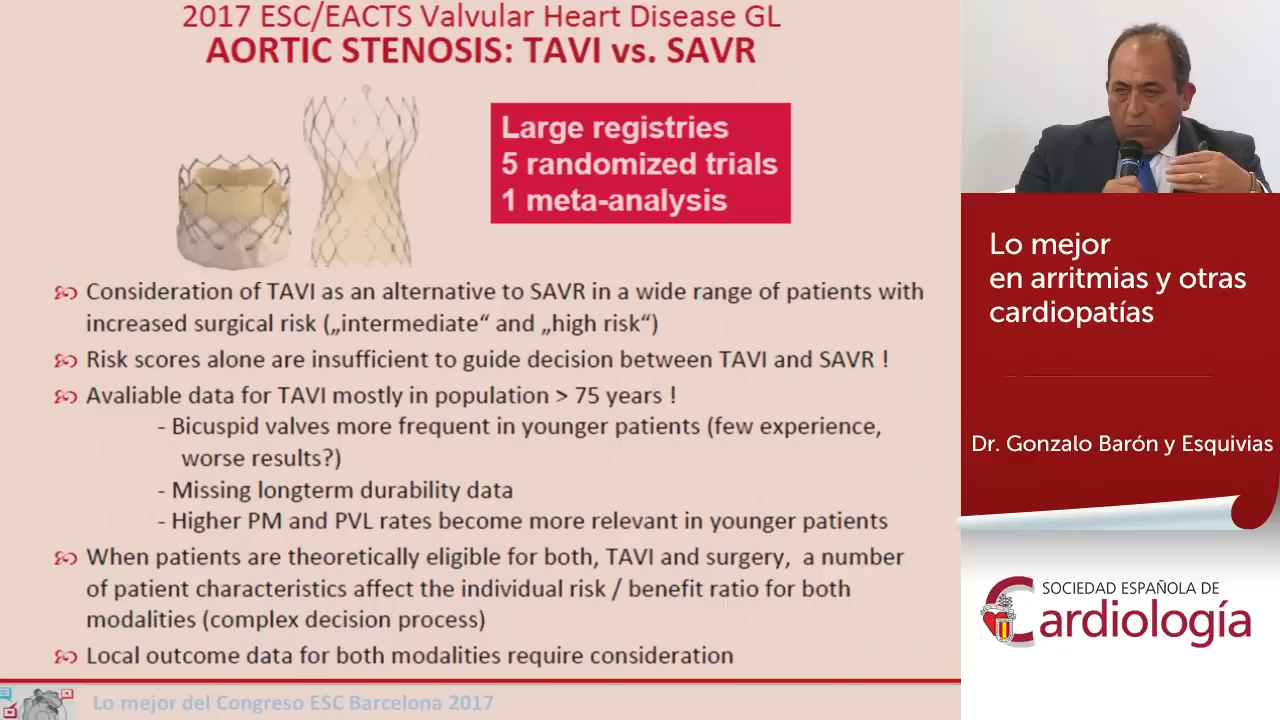 2017 ESC/EACTS Valvular Heart Disease GL
AORTIC STENOSIS: TAVI vs. SAVR
Large registries
5 randomized trials
1 meta-analysis
Consideration of TAVI as an alternative to SAVR in a wide range of patients with
increased surgical risk („intermediate“ and „high risk“)
Risk scores alone are insufficient to guide decision between TAVI and SAVR !
Avaliable data for TAVI mostly in population > 75 years !
- Bicuspid valves more frequent in younger patients (few experience,
worse results?)
- Missing longterm durability data
- Higher PM and PVL rates become more relevant in younger patients
When patients are theoretically eligible for both, TAVI and surgery, a number
of patient characteristics affect the individual risk / benefit ratio for both
modalities (complex decision process)
Local outcome data for both modalities require consideration
Lo mejor del Congreso ESC Barcelona 2017
Lo mejor
en arritmias y otras
cardiopatías
Dr. Gonzalo Barón y Esquivias
SOCIEDAD ESPAÑOLA DE
Cardiología